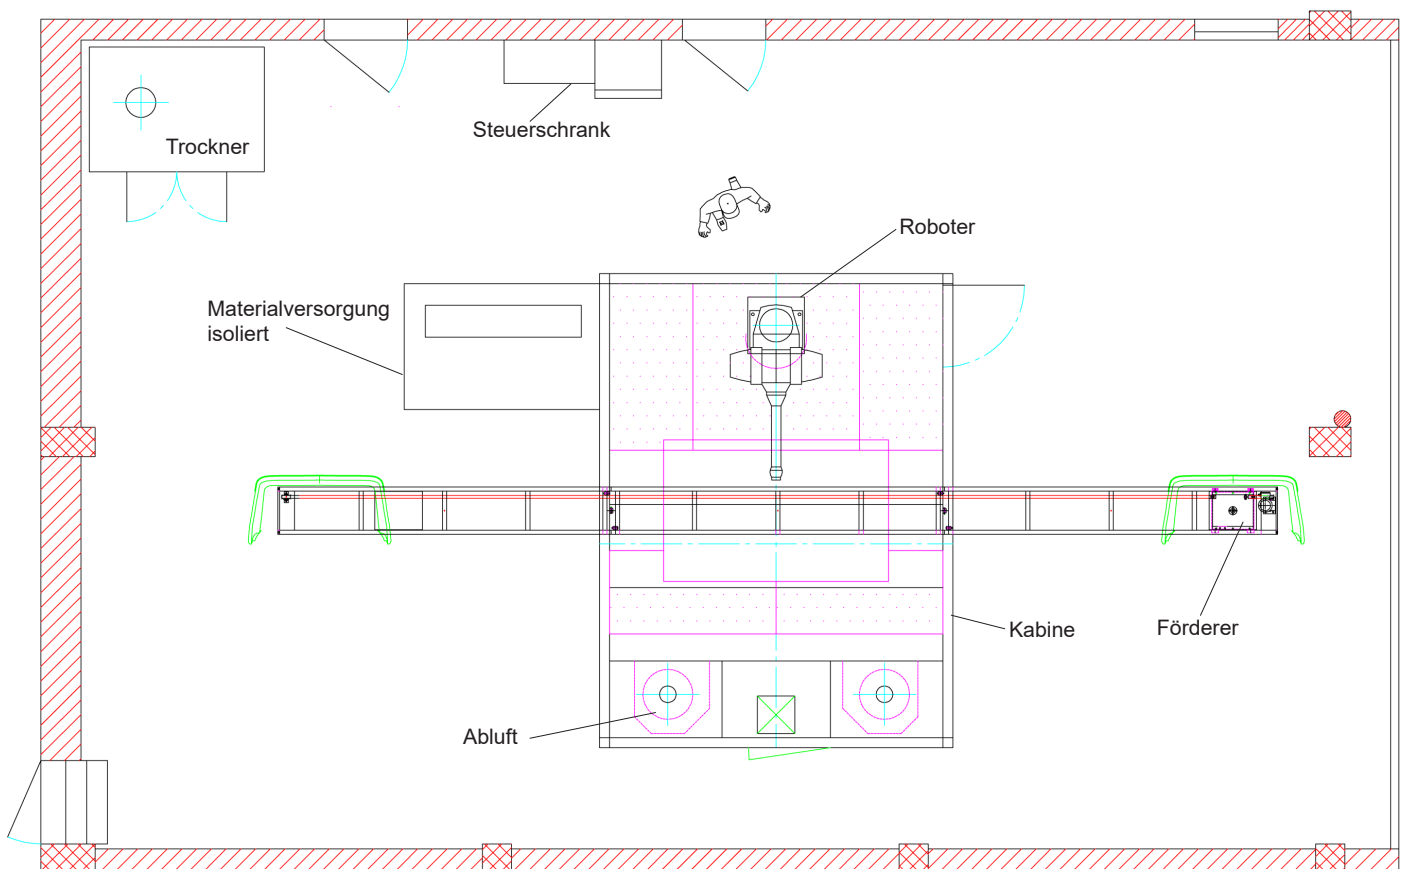 Steuerschrank
Trockner
Roboter
Materialversorgung
isoliert
Kabine
Förderer
Abluft